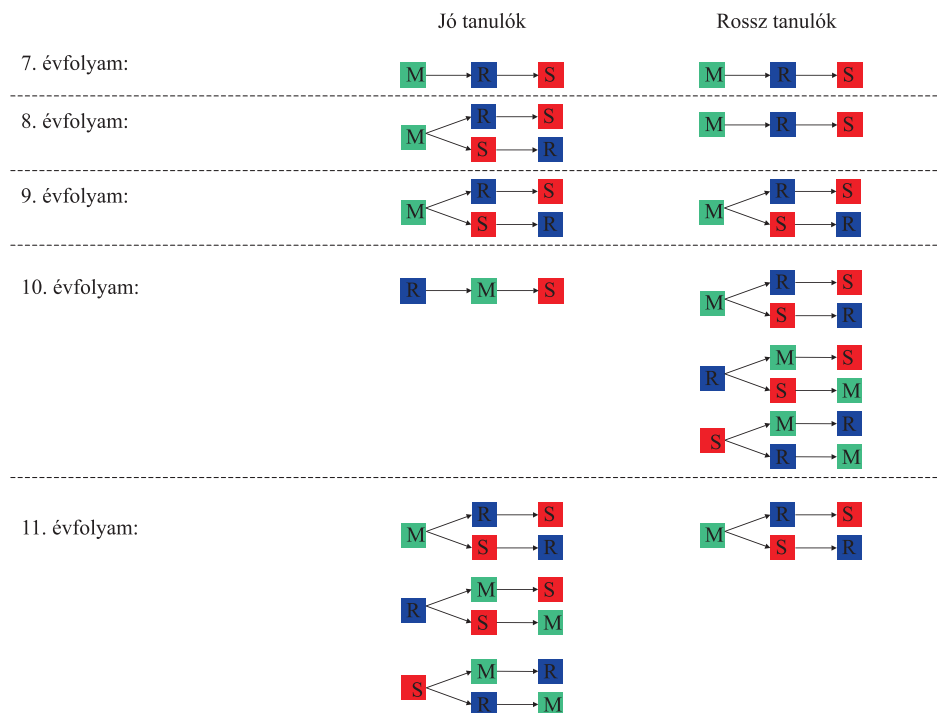 Jó tanulók Rossz tanulók
7. évfolyam: M R S M R S
8. évfolyam: M R S M R S
S R
9. évfolyam: M R S M R S
S R S R
10. évfolyam: R M S M R S
S R
R M S
S M
S M R
R M
11. évfolyam: M R S M R S
S R S R
R M S
S M
S M R
R M